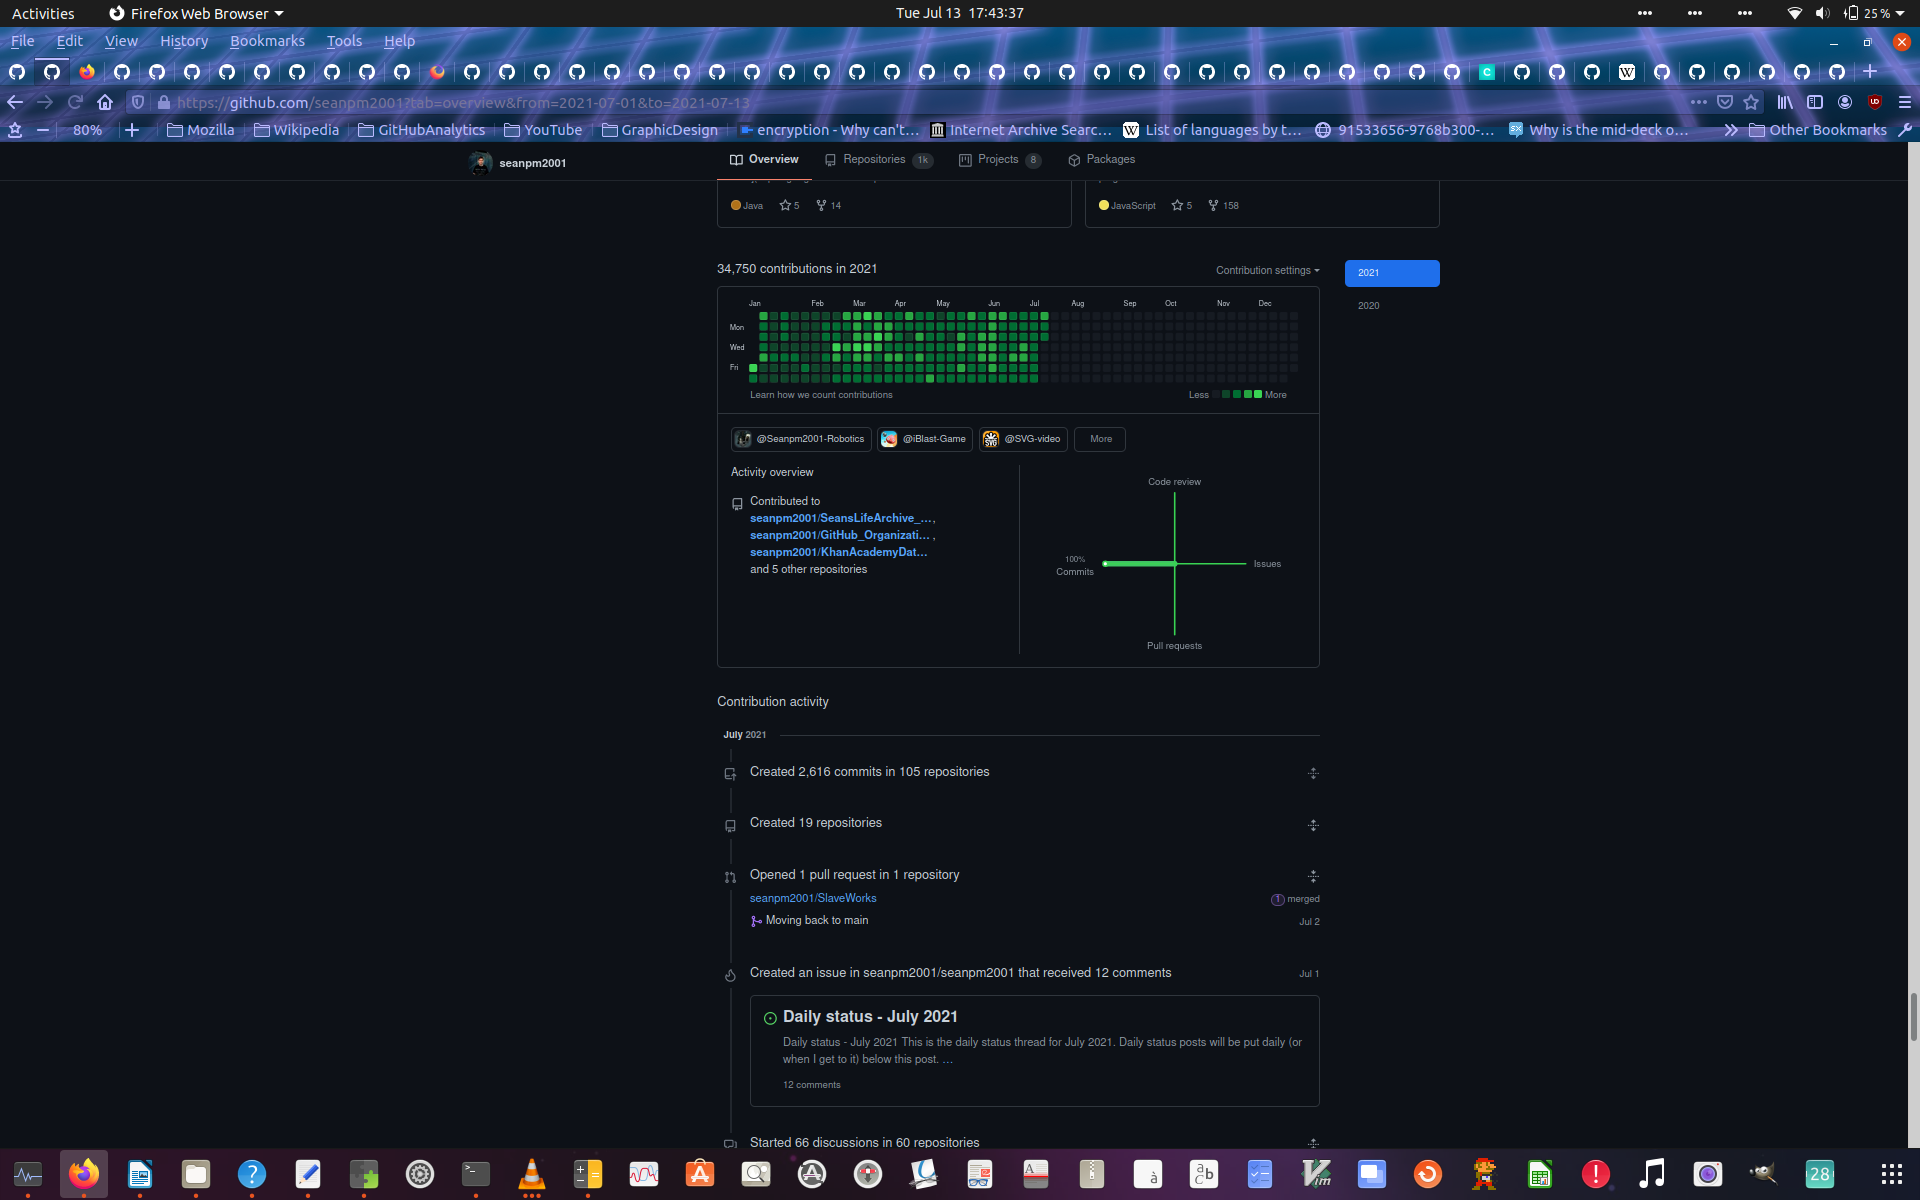 Activities Firefox Web Browser Tue Jul 13 17:43:37 25 %
File Edit View History Bookmarks Tools Help
https://github.com/seanpm2001?tab=overview&from=2021-07-01&to=2021-07-13
80% Mozilla Wikipedia GitHubAnalytics YouTube GraphicDesign encryption - Why can't… Internet Archive Searc… List of languages by t… 91533656-9768b300-… Why is the mid-deck o… Other Bookmarks
seanpm2001 Overview Repositories 1k Projects 8 Packages
Java 5 14 JavaScript 5 158
34,750 contributions in 2021 Contribution settings 2021
2020
Jan Feb Mar Apr May Jun Jul Aug Sep Oct Nov Dec
Mon
Wed
Fri
Learn how we count contributions Less More
@Seanpm2001-Robotics @iBlast-Game @SVG-video More
Activity overview
Contributed to
seanpm2001/SeansLifeArchive_…,
seanpm2001/GitHub_Organizati… ,
seanpm2001/KhanAcademyDat…
and 5 other repositories
Code review
100%
Commits
Issues
Pull requests
Contribution activity
July 2021
Created 2,616 commits in 105 repositories
Created 19 repositories
Opened 1 pull request in 1 repository
seanpm2001/SlaveWorks 1 merged
Moving back to main Jul 2
Created an issue in seanpm2001/seanpm2001 that received 12 comments Jul 1
Daily status - July 2021
Daily status - July 2021 This is the daily status thread for July 2021. Daily status posts will be put daily (or
when I get to it) below this post. …
12 comments
Started 66 discussions in 60 repositories
28